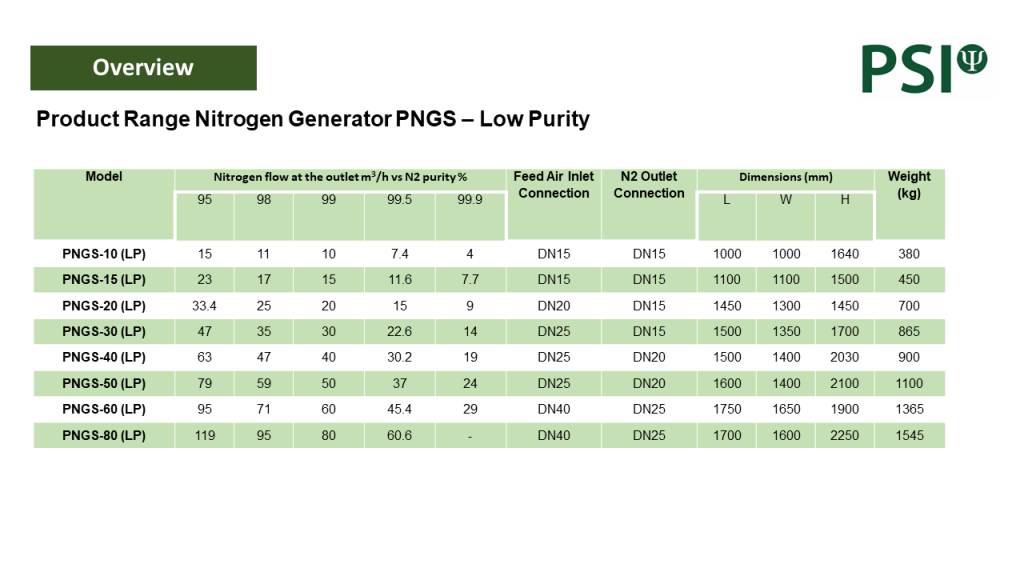 Overview
PSIΨ
Product Range Nitrogen Generator PNGS – Low Purity
Model Nitrogen flow at the outlet m³/h vs N2 purity % Feed Air Inlet Connection N2 Outlet Connection Dimensions (mm) Weight (kg)
95 98 99 99.5 99.9 L W H
PNGS-10 (LP) 15 11 10 7.4 4 DN15 DN15 1000 1000 1640 380
PNGS-15 (LP) 23 17 15 11.6 7.7 DN15 DN15 1100 1100 1500 450
PNGS-20 (LP) 33.4 25 20 15 9 DN20 DN15 1450 1300 1450 700
PNGS-30 (LP) 47 35 30 22.6 14 DN25 DN15 1500 1350 1700 865
PNGS-40 (LP) 63 47 40 30.2 19 DN25 DN20 1500 1400 2030 900
PNGS-50 (LP) 79 59 50 37 24 DN25 DN20 1600 1400 2100 1100
PNGS-60 (LP) 95 71 60 45.4 29 DN40 DN25 1750 1650 1900 1365
PNGS-80 (LP) 119 95 80 60.6 - DN40 DN25 1700 1600 2250 1545